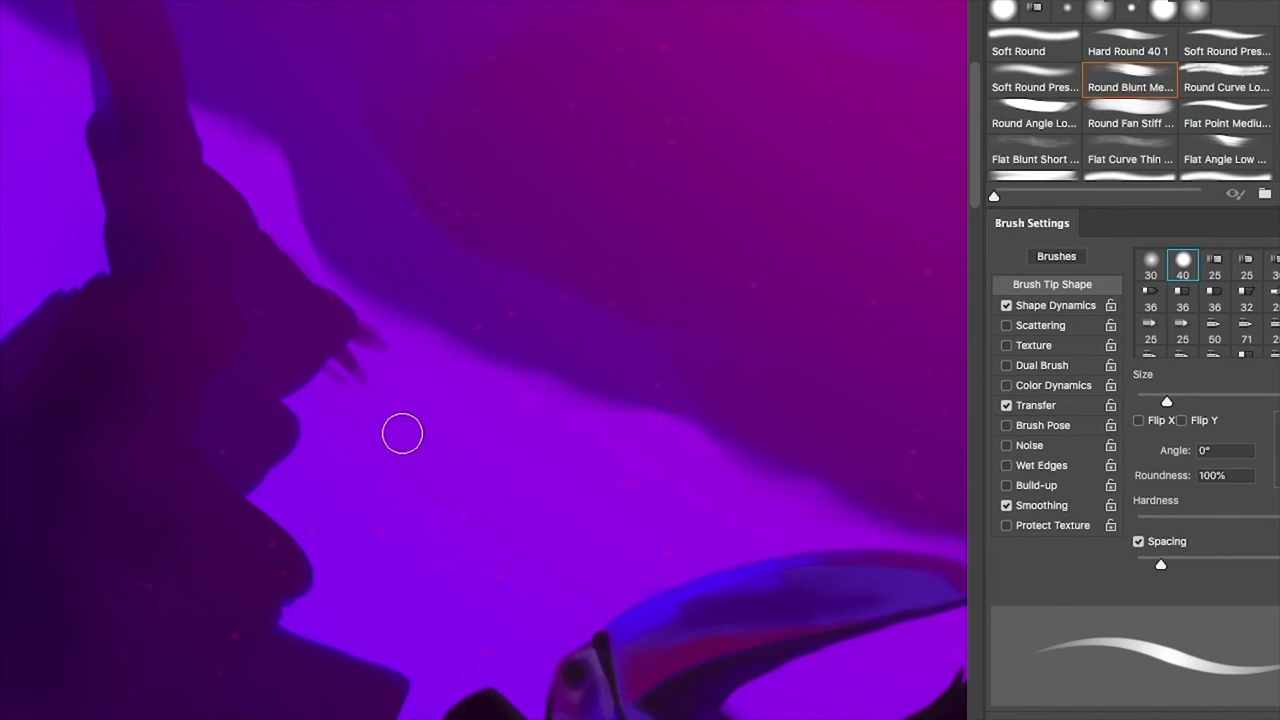 Soft Round Hard Round 40 1 Soft Round Pres...
Soft Round Pres... Round Blunt Me... Round Curve Lo...
Round Angle Lo... Round Fan Stiff ... Flat Point Mediu...
Flat Blunt Short ... Flat Curve Thin ... Flat Angle Low ...
Brush Settings
Brushes
Brush Tip Shape
Shape Dynamics
Scattering
Texture
Dual Brush
Color Dynamics
Transfer
Brush Pose
Noise
Wet Edges
Build-up
Smoothing
Protect Texture
30 40 25 25
36 36 36 32
25 25 50 71
Size
Flip X Flip Y
Angle: 0°
Roundness: 100%
Hardness
Spacing